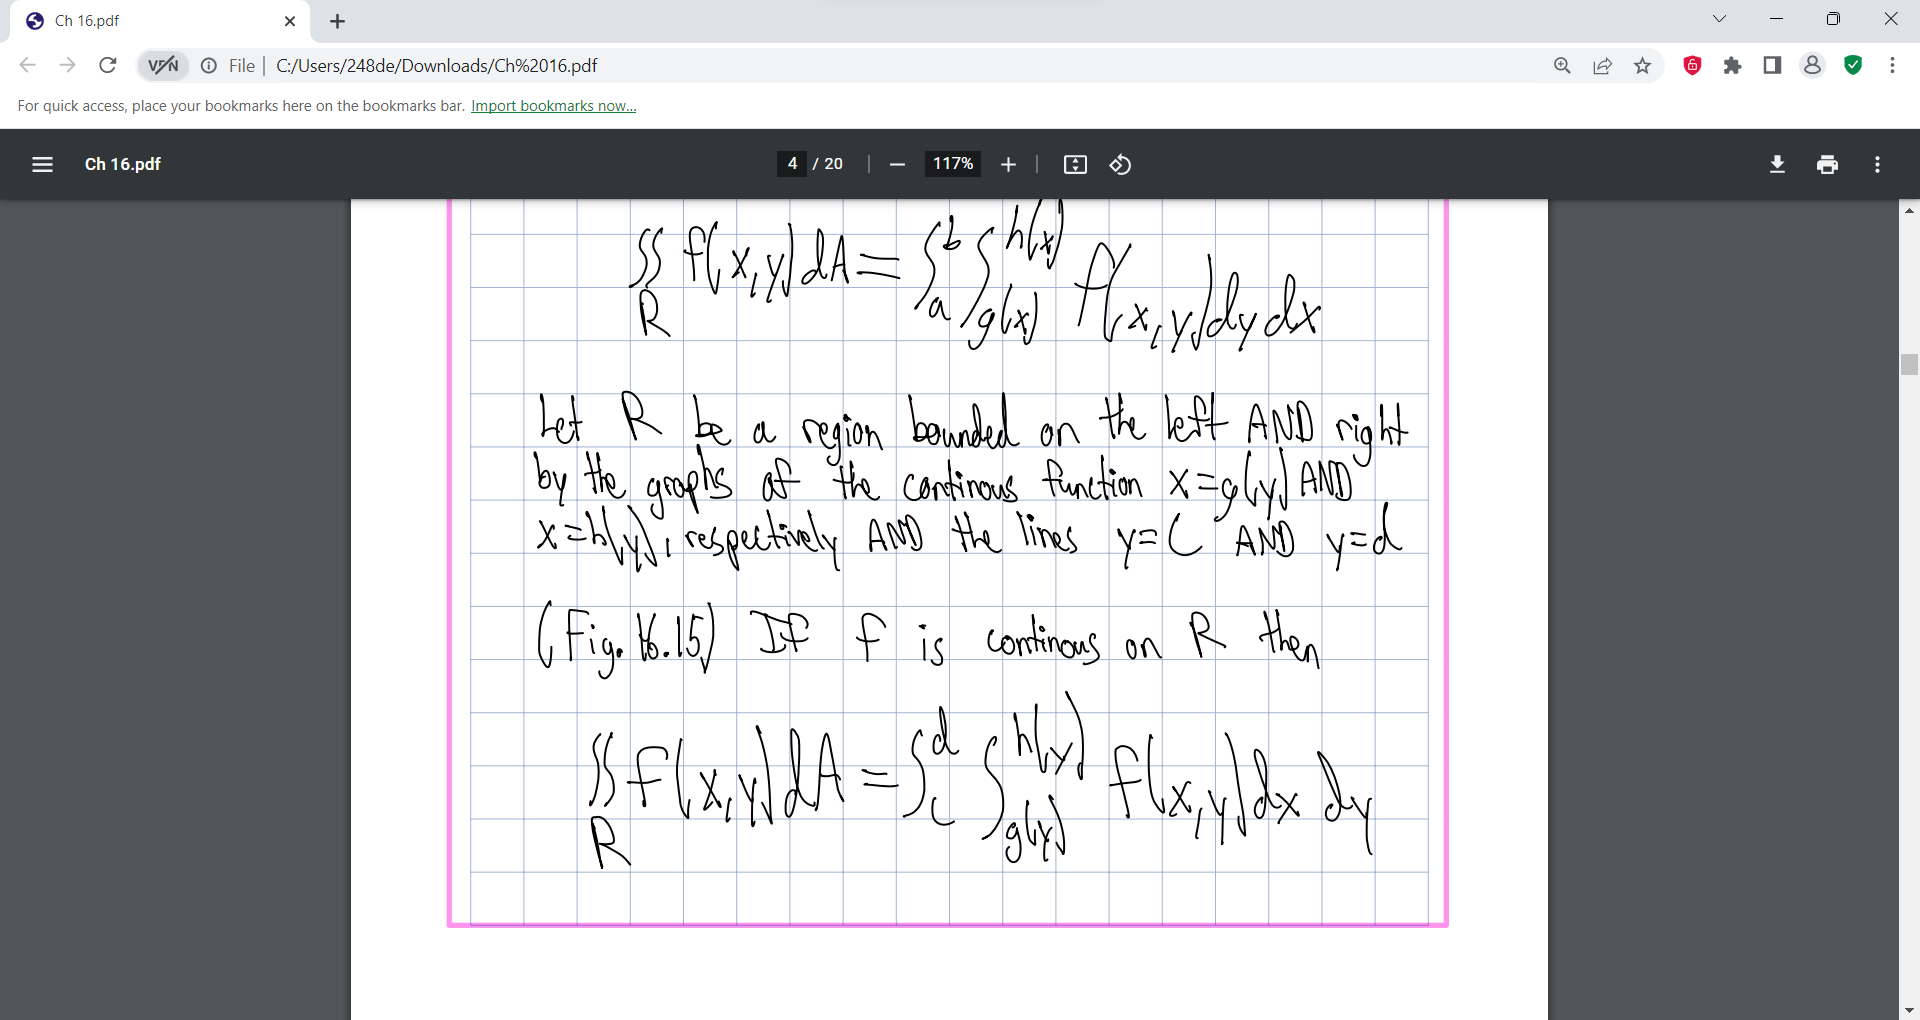 Ch 16.pdf
VPN File | C:/Users/248de/Downloads/Ch%2016.pdf
For quick access, place your bookmarks here on the bookmarks bar. Import bookmarks now...
Ch 16.pdf 4 / 20 | − 117% + |
∬_R f(x,y)dA = ∫_a^b ∫_{g(x)}^{h(x)} f(x,y)dy dx
Let R be a region bounded on the left AND right
by the graphs of the continous function x=g(y) AND
x=h(y), respectively AND the lines y=c AND y=d
(Fig. 16.15) If f is continous on R then
∬_R f(x,y)dA = ∫_c^d ∫_{g(y)}^{h(y)} f(x,y)dx dy